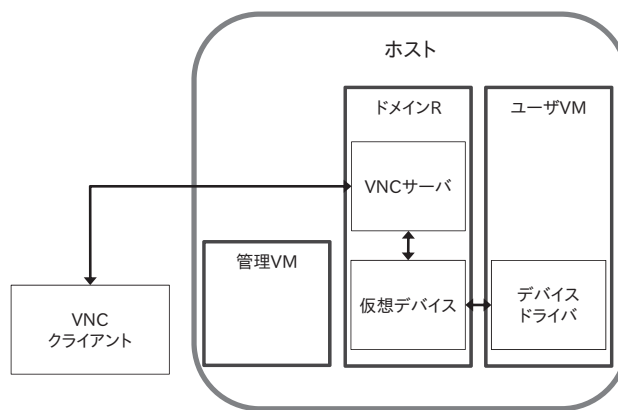 ホスト
ドメインR
ユーザVM
VNCサーバ
管理VM
仮想デバイス
デバイス
ドライバ
VNC
クライアント